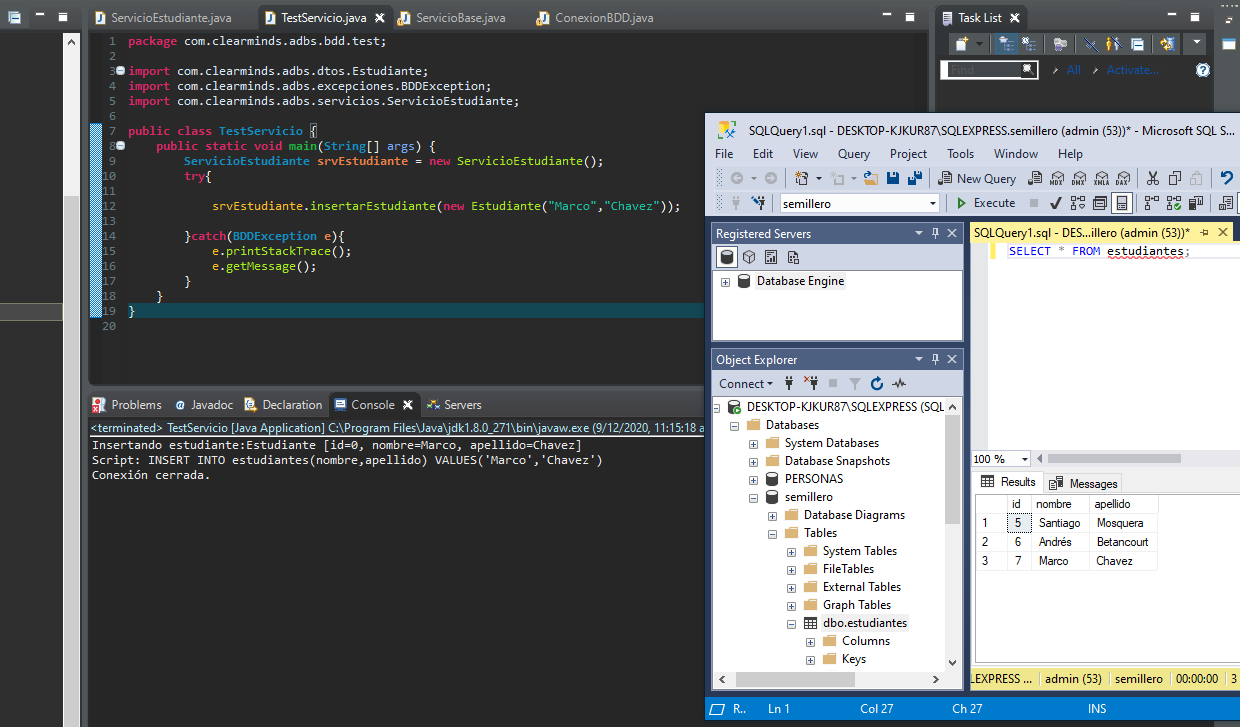 ServicioEstudiante.java
TestServicio.java
ServicioBase.java
ConexionBDD.java
1 package com.clearminds.adbs.bdd.test;
2
3 import com.clearminds.adbs.dtos.Estudiante;
4 import com.clearminds.adbs.excepciones.BDDException;
5 import com.clearminds.adbs.servicios.ServicioEstudiante;
6
7 public class TestServicio {
8     public static void main(String[] args) {
9         ServicioEstudiante srvEstudiante = new ServicioEstudiante();
10         try{
11
12             srvEstudiante.insertarEstudiante(new Estudiante("Marco","Chavez"));
13
14         }catch(BDDException e){
15             e.printStackTrace();
16             e.getMessage();
17         }
18     }
19 }
20
Problems
Javadoc
Declaration
Console
Servers
<terminated> TestServicio [Java Application] C:\Program Files\Java\jdk1.8.0_271\bin\javaw.exe (9/12/2020, 11:15:18 a
Insertando estudiante:Estudiante [id=0, nombre=Marco, apellido=Chavez]
Script: INSERT INTO estudiantes(nombre,apellido) VALUES('Marco','Chavez')
Conexión cerrada.
Task List
Find
All
Activate...
SQLQuery1.sql - DESKTOP-KJKUR87\SQLEXPRESS.semillero (admin (53))* - Microsoft SQL S...
File Edit View Query Project Tools Window Help
New Query
MDX DMX XMLA DAX
semillero
Execute
Registered Servers
Database Engine
Object Explorer
Connect
DESKTOP-KJKUR87\SQLEXPRESS (SQL
Databases
System Databases
Database Snapshots
PERSONAS
semillero
Database Diagrams
Tables
System Tables
FileTables
External Tables
Graph Tables
dbo.estudiantes
Columns
Keys
SQLQuery1.sql - DES...illero (admin (53))*
SELECT * FROM estudiantes;
100 %
Results
Messages
id nombre apellido
1 5 Santiago Mosquera
2 6 Andrés Betancourt
3 7 Marco Chavez
LEXPRESS ... admin (53) semillero 00:00:00 3
R.. Ln 1 Col 27 Ch 27 INS